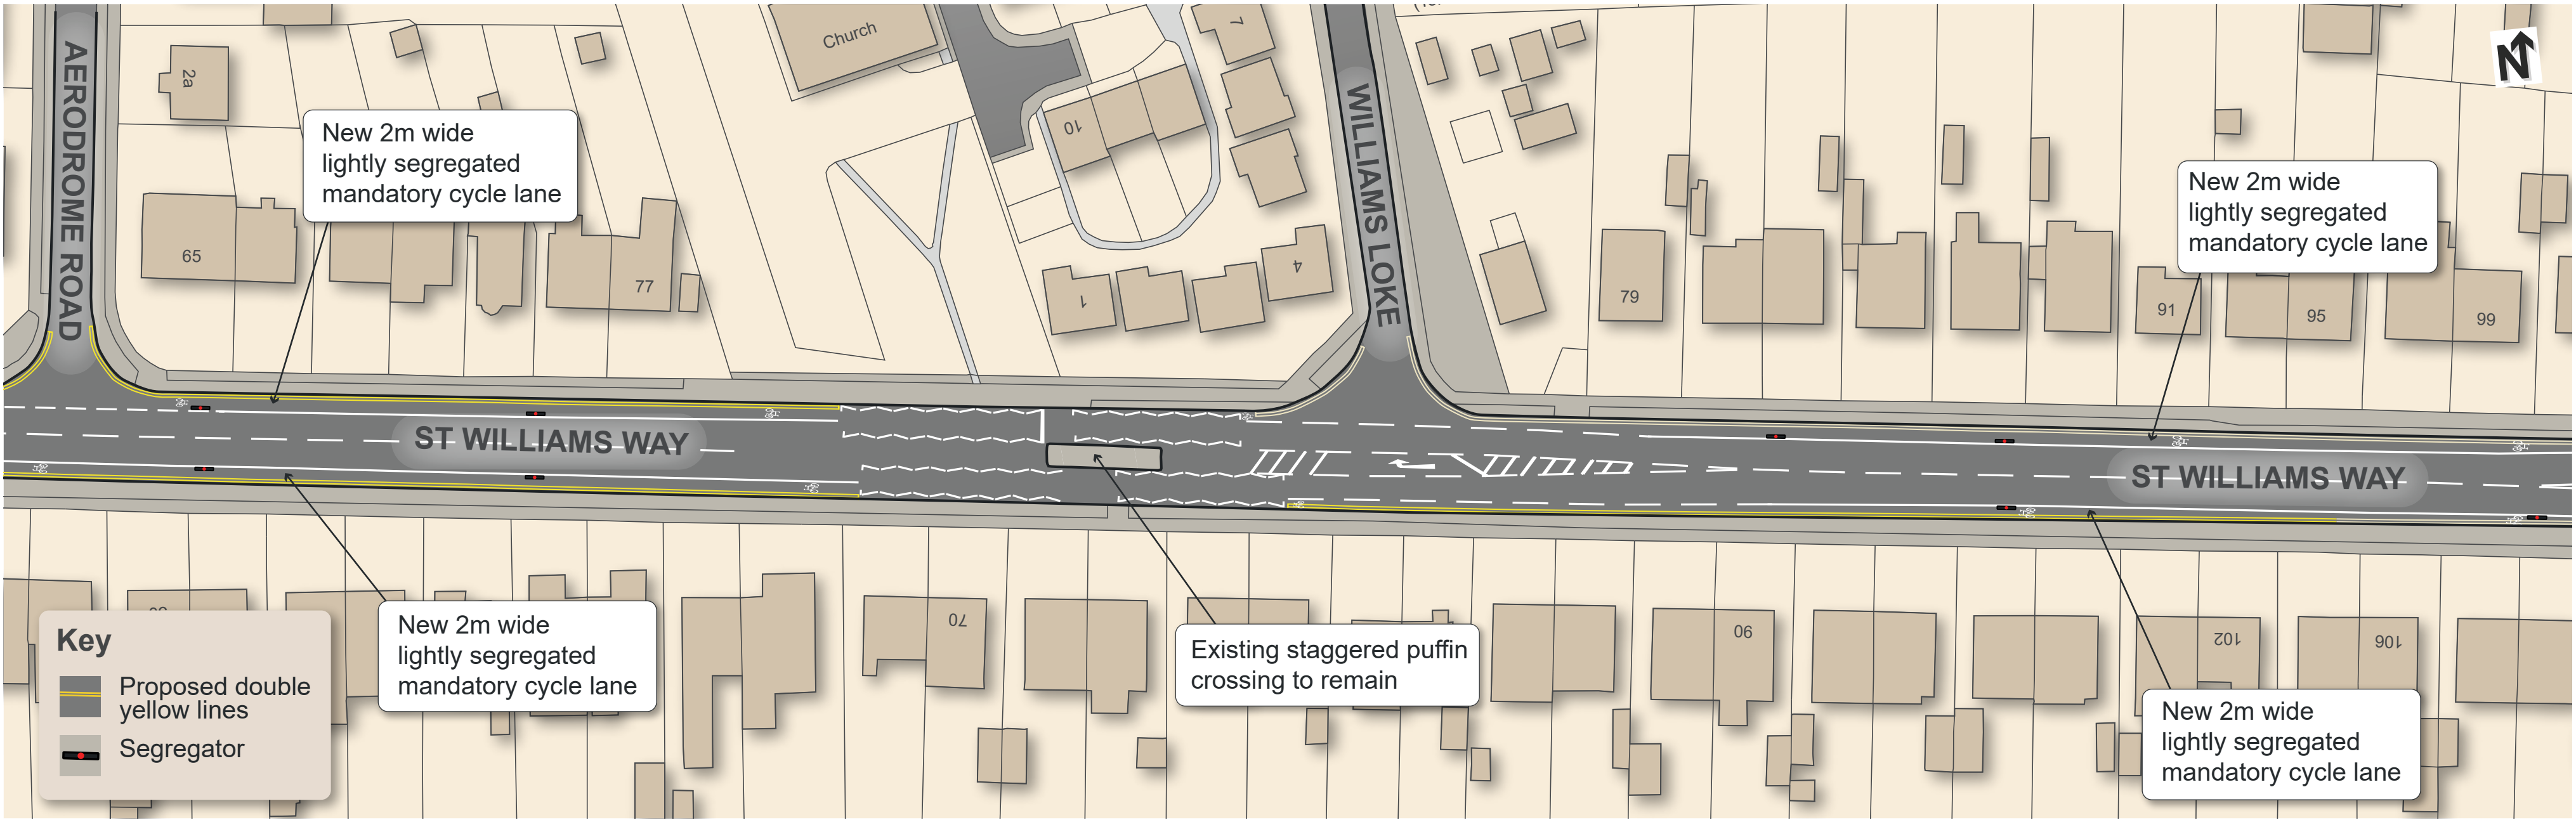 AERODROME ROAD
2a
Church
10
7
WILLIAMS LOKE
N
New 2m wide
lightly segregated
mandatory cycle lane
New 2m wide
lightly segregated
mandatory cycle lane
65
77
1
4
79
91
95
99
ST WILLIAMS WAY
ST WILLIAMS WAY
Key
Proposed double
yellow lines
Segregator
New 2m wide
lightly segregated
mandatory cycle lane
70
Existing staggered puffin
crossing to remain
90
102
106
New 2m wide
lightly segregated
mandatory cycle lane